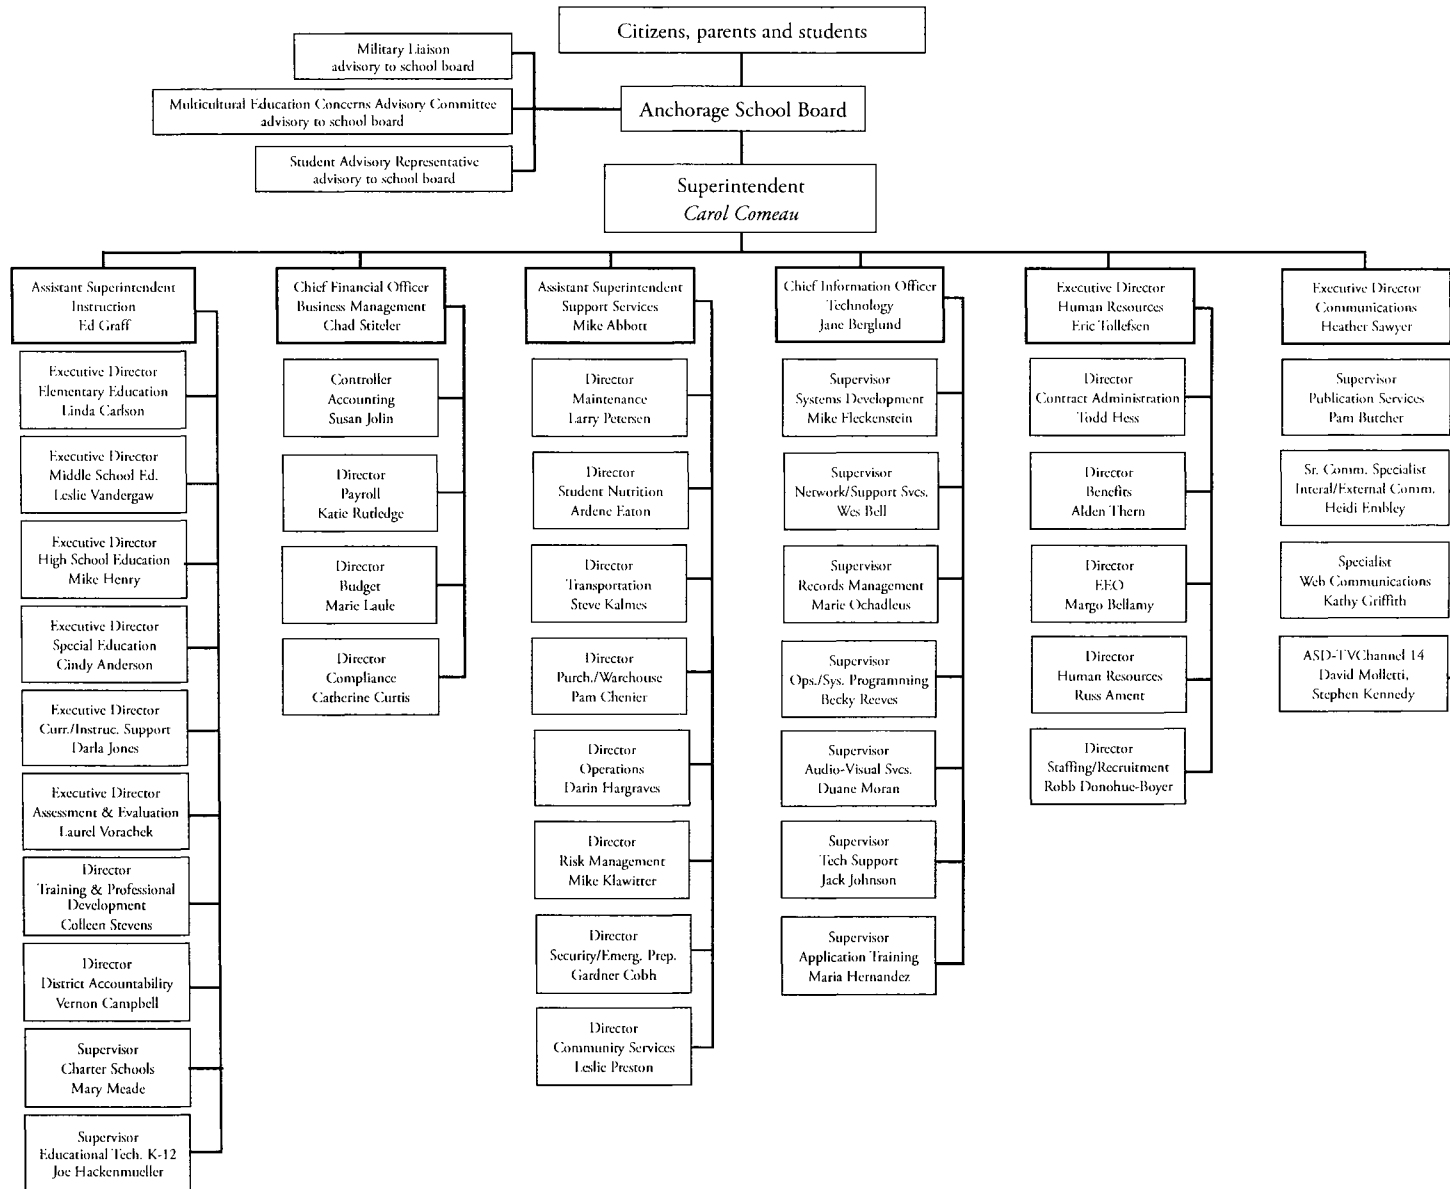 Citizens, parents and students
Military Liaison
advisory to school board
Multicultural Education Concerns Advisory Committee
advisory to school board
Anchorage School Board
Student Advisory Representative
advisory to school board
Superintendent
Carol Comeau
Assistant Superintendent
Instruction
Ed Graff
Executive Director
Elementary Education
Linda Carlson
Executive Director
Middle School Ed.
Leslie Vandergaw
Executive Director
High School Education
Mike Henry
Executive Director
Special Education
Cindy Anderson
Executive Director
Curr./Instruc. Support
Darla Jones
Executive Director
Assessment & Evaluation
Laurel Vorachek
Director
Training & Professional
Development
Colleen Stevens
Director
District Accountability
Vernon Campbell
Supervisor
Charter Schools
Mary Meade
Supervisor
Educational Tech. K-12
Joe Hackenmueller
Chief Financial Officer
Business Management
Chad Stiteler
Controller
Accounting
Susan Jolin
Director
Payroll
Katie Rutledge
Director
Budget
Marie Laule
Director
Compliance
Catherine Curtis
Assistant Superintendent
Support Services
Mike Abbott
Director
Maintenance
Larry Petersen
Director
Student Nutrition
Ardene Eaton
Director
Transportation
Steve Kalmes
Director
Purch./Warehouse
Pam Chenier
Director
Operations
Darin Hargraves
Director
Risk Management
Mike Klawitter
Director
Security/Emerg. Prep.
Gardner Cobb
Director
Community Services
Leslie Preston
Chief Information Officer
Technology
Jane Berglund
Supervisor
Systems Development
Mike Fleckenstein
Supervisor
Network/Support Svcs.
Wes Bell
Supervisor
Records Management
Marie Ochadleus
Supervisor
Ops./Sys. Programming
Becky Reeves
Supervisor
Audio-Visual Svcs.
Duane Moran
Supervisor
Tech Support
Jack Johnson
Supervisor
Application Training
Maria Hernandez
Executive Director
Human Resources
Eric Tollefsen
Director
Contract Administration
Todd Hess
Director
Benefits
Alden Thern
Director
EEO
Margo Bellamy
Director
Human Resources
Russ Ament
Director
Staffing/Recruitment
Robb Donohue-Boyer
Executive Director
Communications
Heather Sawyer
Supervisor
Publication Services
Pam Butcher
Sr. Comm. Specialist
Interal/External Comm.
Heidi Embley
Specialist
Web Communications
Kathy Griffith
ASD-TVChannel 14
David Molletti,
Stephen Kennedy